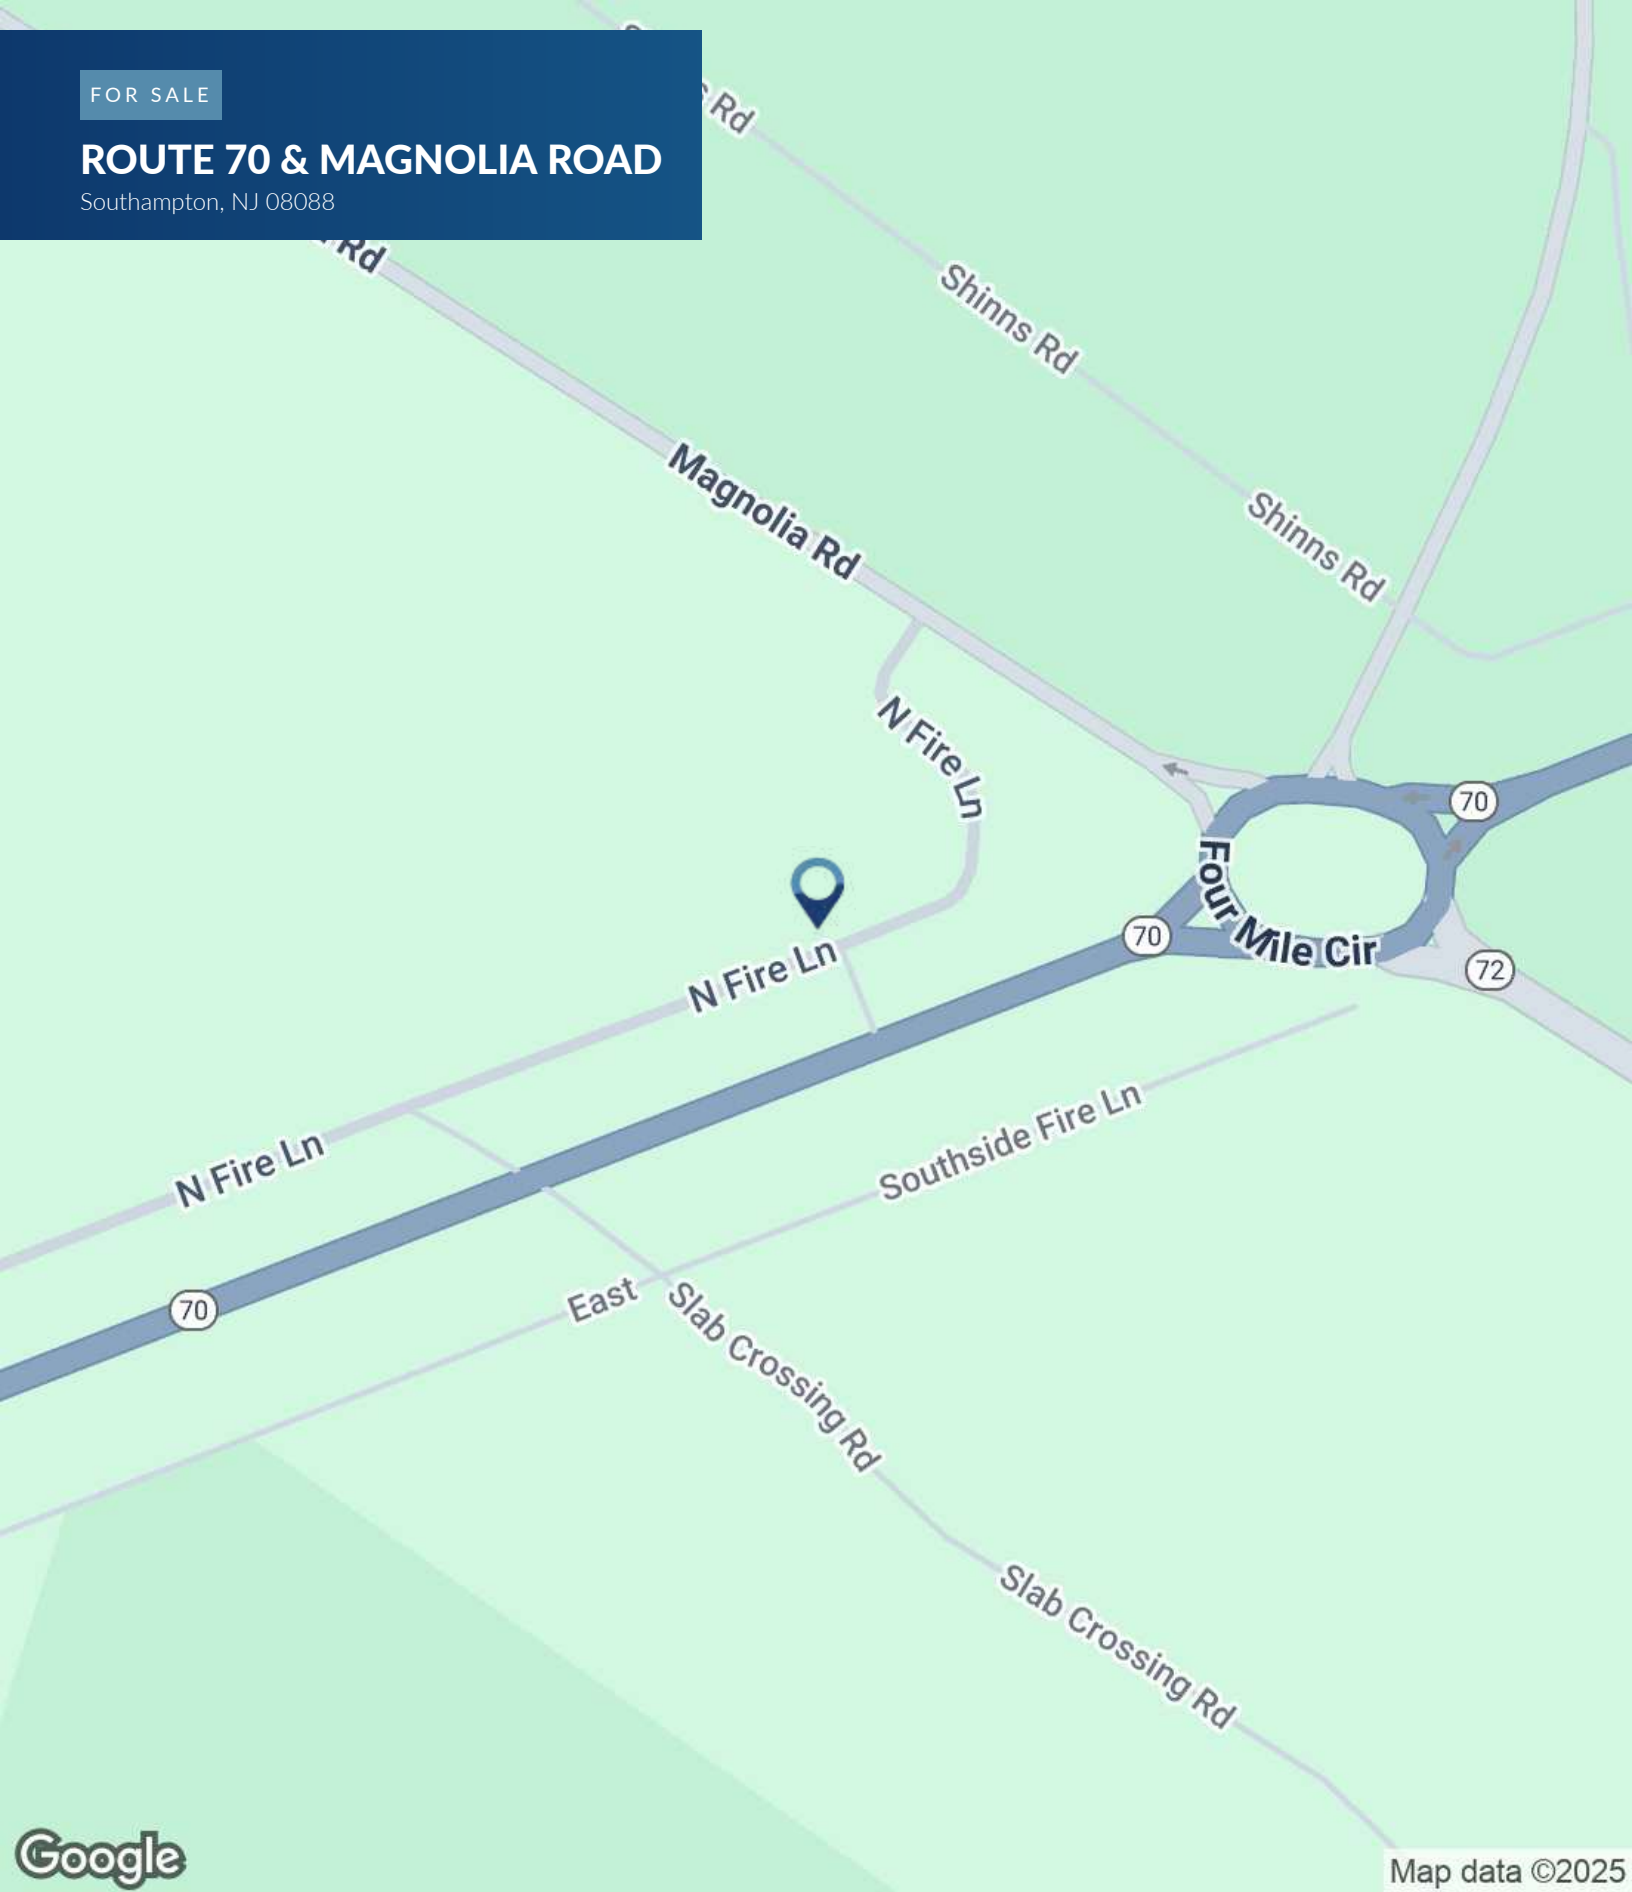 FOR SALE
ROUTE 70 & MAGNOLIA ROAD
Southampton, NJ 08088
Rd
Rd
Shinns Rd
Magnolia Rd
Shinns Rd
N Fire Ln
70
Four Mile Cir
70
72
N Fire Ln
Southside Fire Ln
N Fire Ln
East
70
Slab Crossing Rd
Slab Crossing Rd
Google
Map data ©2025